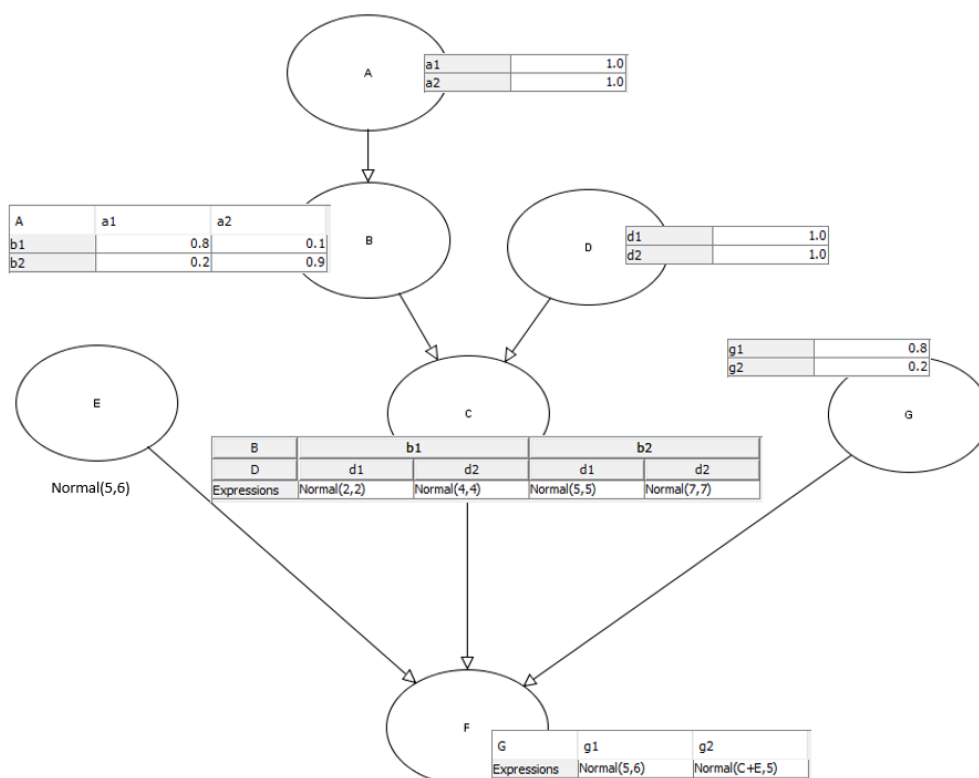 A
a1 1.0
a2 1.0
A a1 a2
b1 0.8 0.1
b2 0.2 0.9
B
D
d1 1.0
d2 1.0
g1 0.8
g2 0.2
E
C
G
B b1 b2
D d1 d2 d1 d2
Expressions Normal(2,2) Normal(4,4) Normal(5,5) Normal(7,7)
Normal(5,6)
F
G g1 g2
Expressions Normal(5,6) Normal(C+E,5)